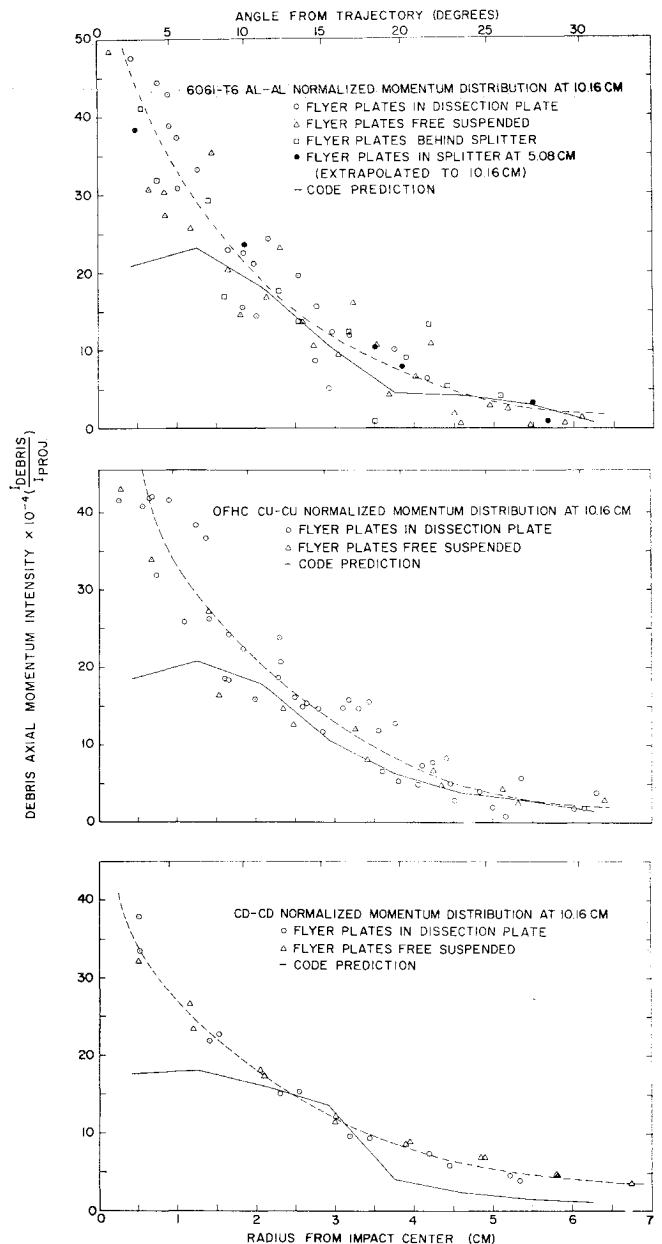 ANGLE FROM TRAJECTORY (DEGREES)
0 5 10 15 20 25 30
50
40
30
20
10
0
6061-T6 AL-AL NORMALIZED MOMENTUM DISTRIBUTION AT 10.16 CM
○ FLYER PLATES IN DISSECTION PLATE
△ FLYER PLATES FREE SUSPENDED
□ FLYER PLATES BEHIND SPLITTER
● FLYER PLATES IN SPLITTER AT 5.08 CM
(EXTRAPOLATED TO 10.16 CM)
— CODE PREDICTION
DEBRIS AXIAL MOMENTUM INTENSITY × 10⁻⁴ (I DEBRIS / I PROJ.)
40
30
20
10
0
OFHC CU-CU NORMALIZED MOMENTUM DISTRIBUTION AT 10.16 CM
○ FLYER PLATES IN DISSECTION PLATE
△ FLYER PLATES FREE SUSPENDED
— CODE PREDICTION
40
30
20
10
0
CD-CD NORMALIZED MOMENTUM DISTRIBUTION AT 10.16 CM
○ FLYER PLATES IN DISSECTION PLATE
△ FLYER PLATES FREE SUSPENDED
— CODE PREDICTION
0 1 2 3 4 5 6 7
RADIUS FROM IMPACT CENTER (CM)